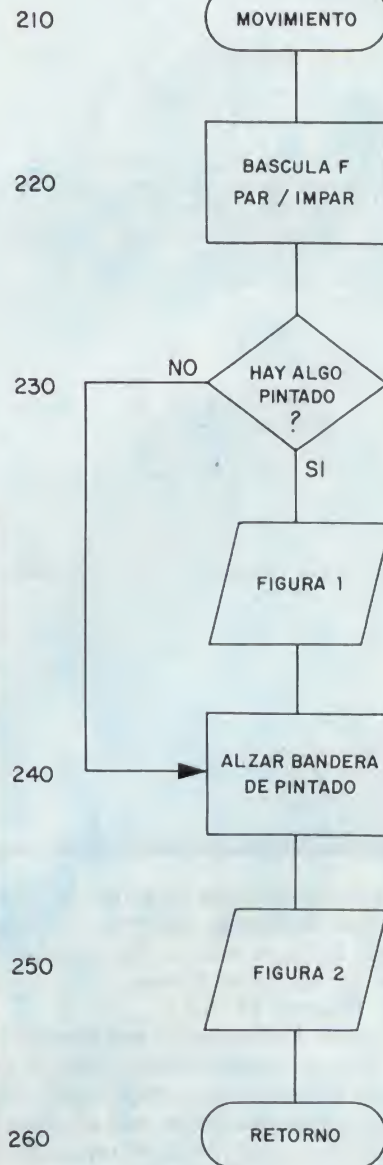 210
MOVIMIENTO
220
BASCULA F
PAR / IMPAR
230
NO
HAY ALGO
PINTADO
?
SI
FIGURA 1
240
ALZAR BANDERA
DE PINTADO
250
FIGURA 2
260
RETORNO